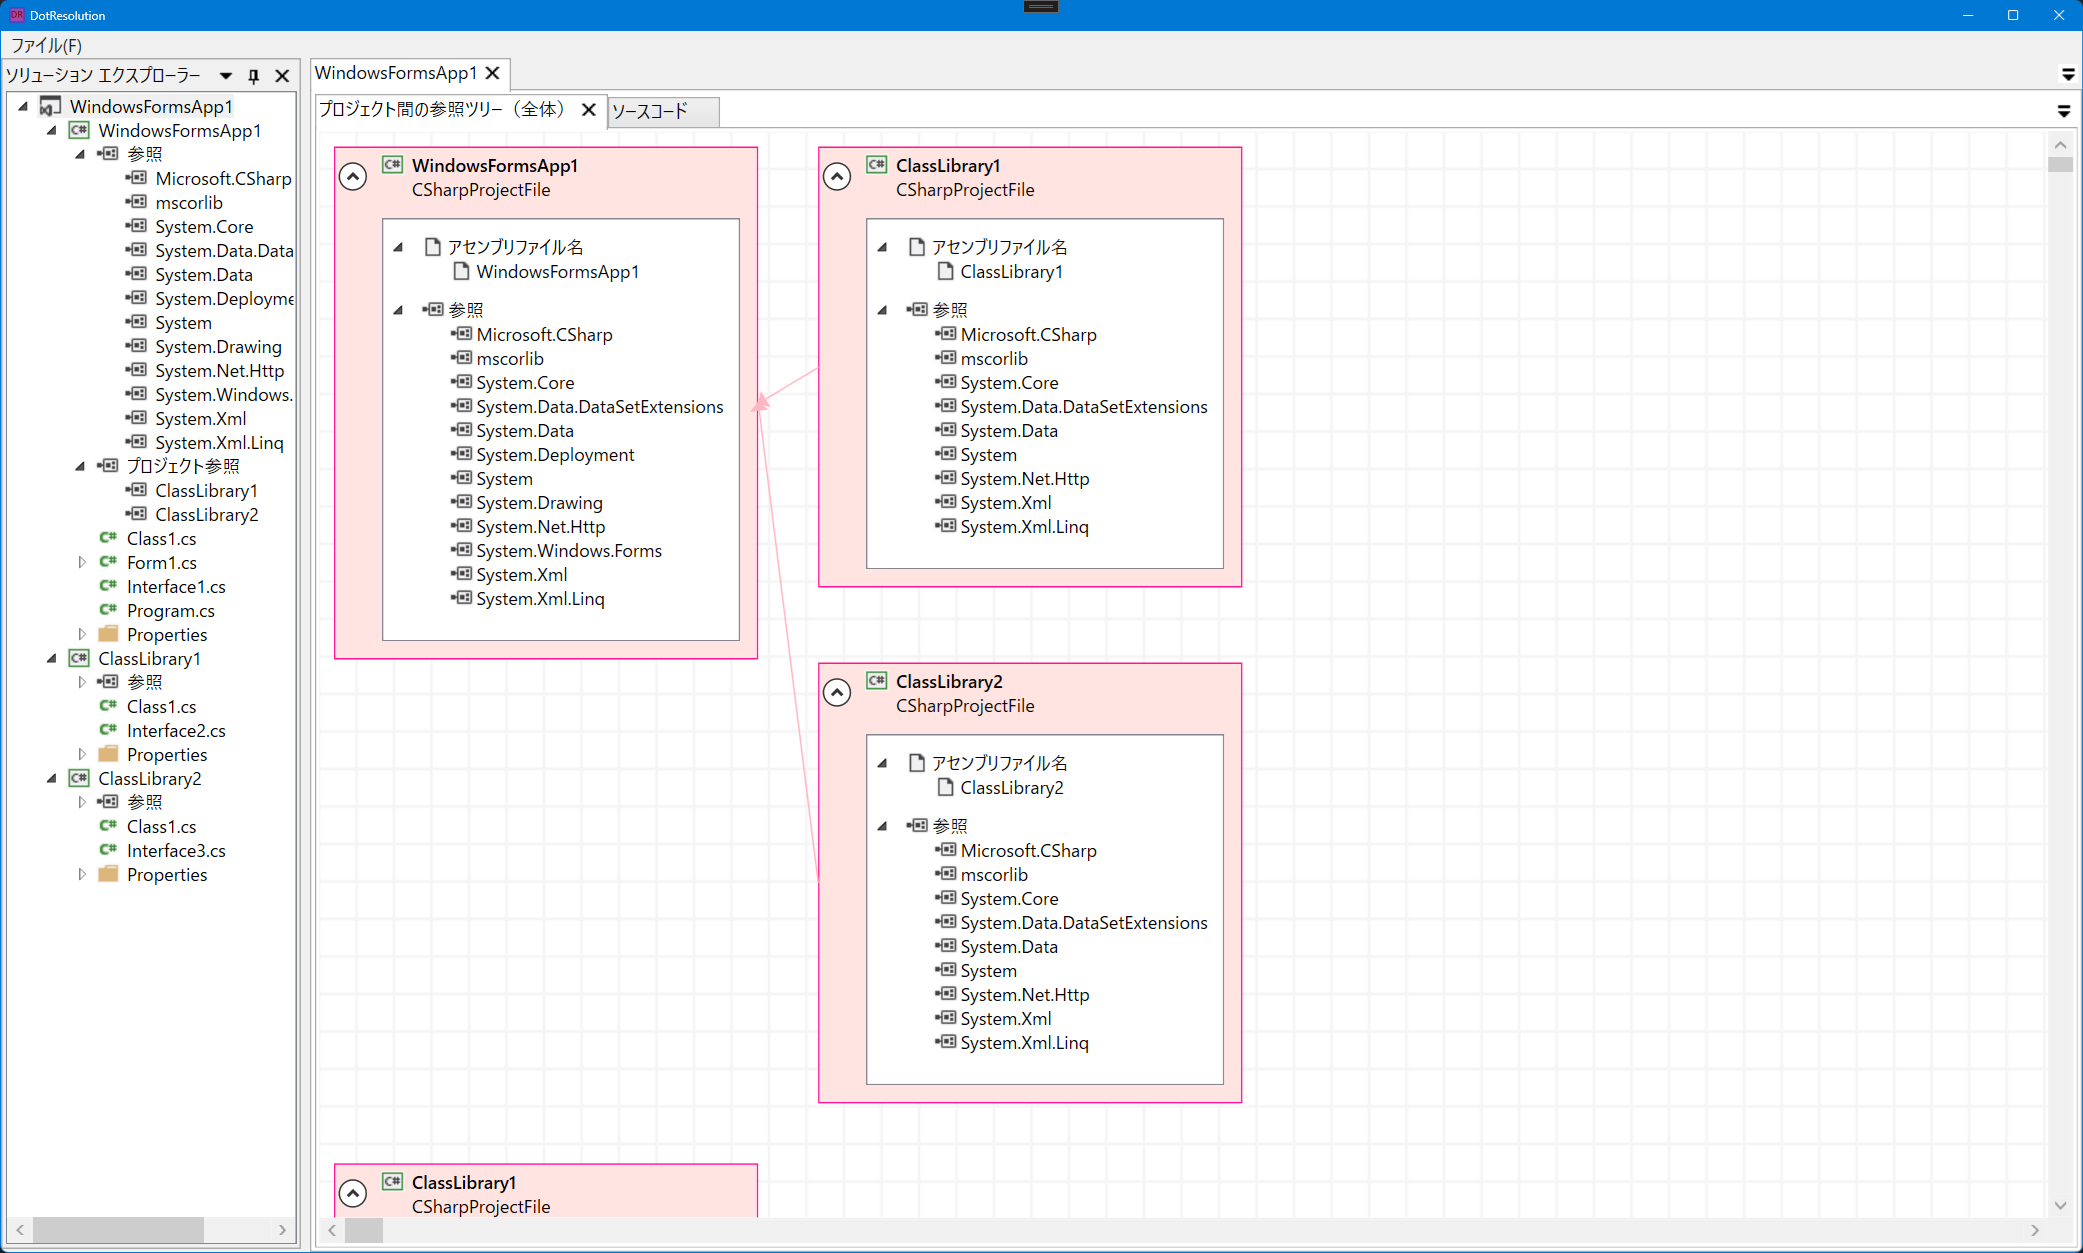 DR DotResolution
ファイル(F)
ソリューション エクスプローラー
WindowsFormsApp1
WindowsFormsApp1
参照
Microsoft.CSharp
mscorlib
System.Core
System.Data.Data
System.Data
System.Deployme
System
System.Drawing
System.Net.Http
System.Windows.
System.Xml
System.Xml.Linq
プロジェクト参照
ClassLibrary1
ClassLibrary2
C# Class1.cs
C# Form1.cs
C# Interface1.cs
C# Program.cs
Properties
C# ClassLibrary1
参照
C# Class1.cs
C# Interface2.cs
Properties
C# ClassLibrary2
参照
C# Class1.cs
C# Interface3.cs
Properties
WindowsFormsApp1
プロジェクト間の参照ツリー（全体）
ソースコード
C# WindowsFormsApp1
CSharpProjectFile
アセンブリファイル名
WindowsFormsApp1
参照
Microsoft.CSharp
mscorlib
System.Core
System.Data.DataSetExtensions
System.Data
System.Deployment
System
System.Drawing
System.Net.Http
System.Windows.Forms
System.Xml
System.Xml.Linq
C# ClassLibrary1
CSharpProjectFile
アセンブリファイル名
ClassLibrary1
参照
Microsoft.CSharp
mscorlib
System.Core
System.Data.DataSetExtensions
System.Data
System
System.Net.Http
System.Xml
System.Xml.Linq
C# ClassLibrary2
CSharpProjectFile
アセンブリファイル名
ClassLibrary2
参照
Microsoft.CSharp
mscorlib
System.Core
System.Data.DataSetExtensions
System.Data
System
System.Net.Http
System.Xml
System.Xml.Linq
C# ClassLibrary1
CSharpProjectFile